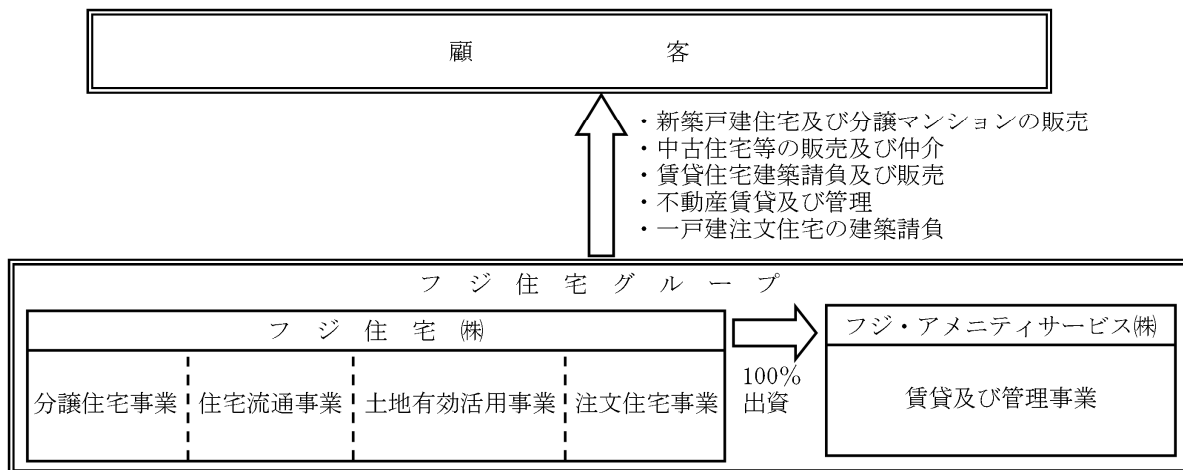 顧客
・新築戸建住宅及び分譲マンションの販売
・中古住宅等の販売及び仲介
・賃貸住宅建築請負及び販売
・不動産賃貸及び管理
・一戸建注文住宅の建築請負
フジ住宅グループ
フジ住宅㈱
分譲住宅事業
住宅流通事業
土地有効活用事業
注文住宅事業
100%
出資
フジ・アメニティサービス㈱
賃貸及び管理事業